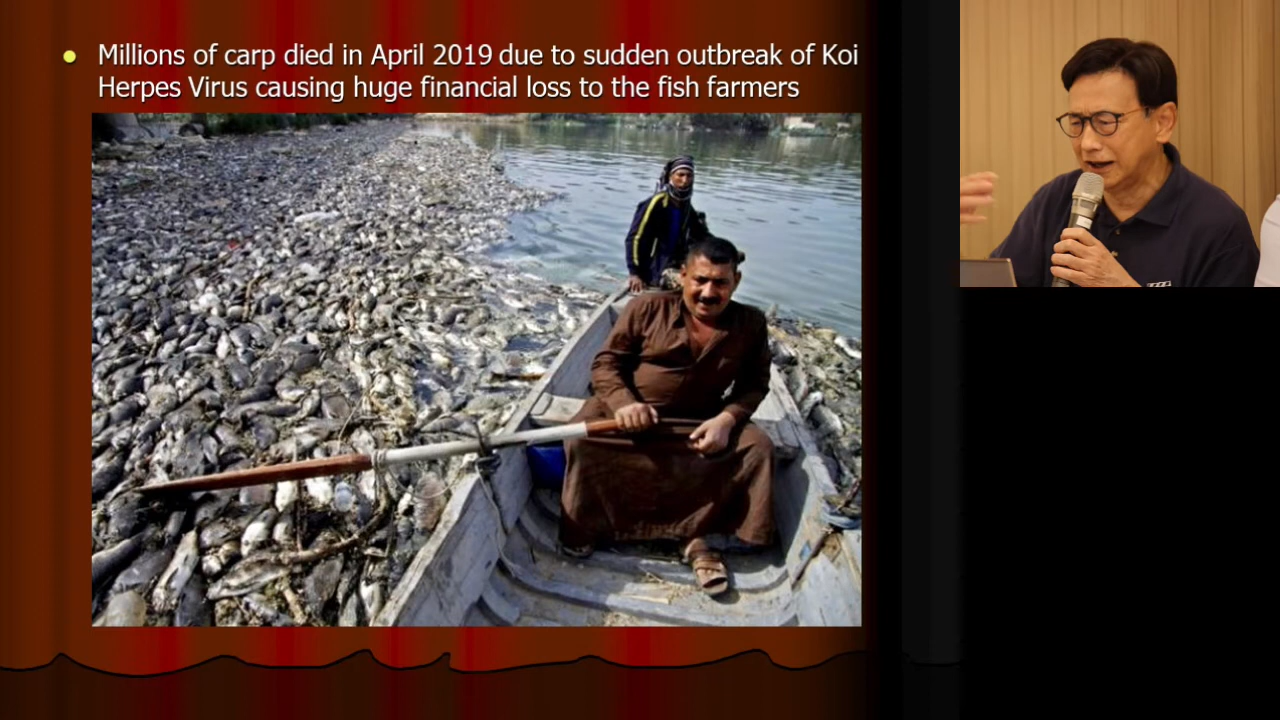 Millions of carp died in April 2019 due to sudden outbreak of Koi
Herpes Virus causing huge financial loss to the fish farmers